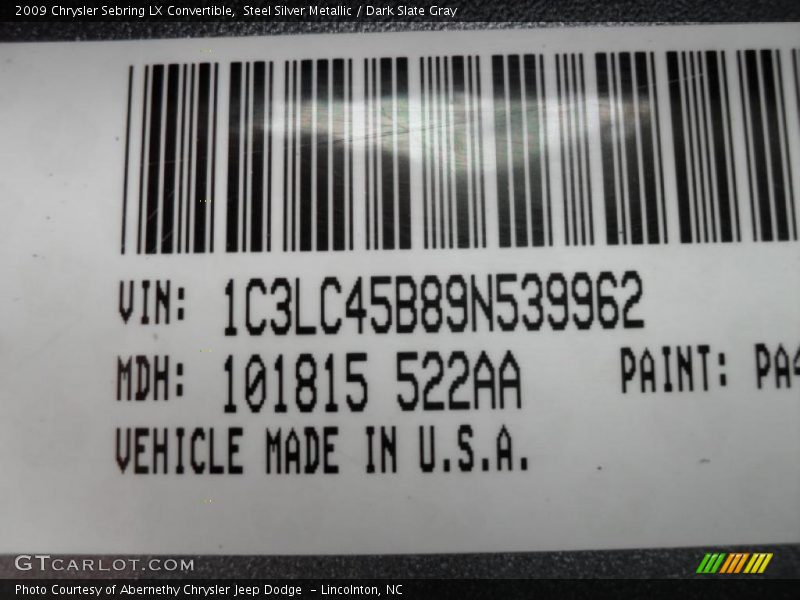 2009 Chrysler Sebring LX Convertible, Steel Silver Metallic / Dark Slate Gray
VIN: 1C3LC45B89N539962
MDH: 101815 522AA PAINT: PA4
VEHICLE MADE IN U.S.A.
GTCARLOT.COM
Photo Courtesy of Abernethy Chrysler Jeep Dodge - Lincolnton, NC